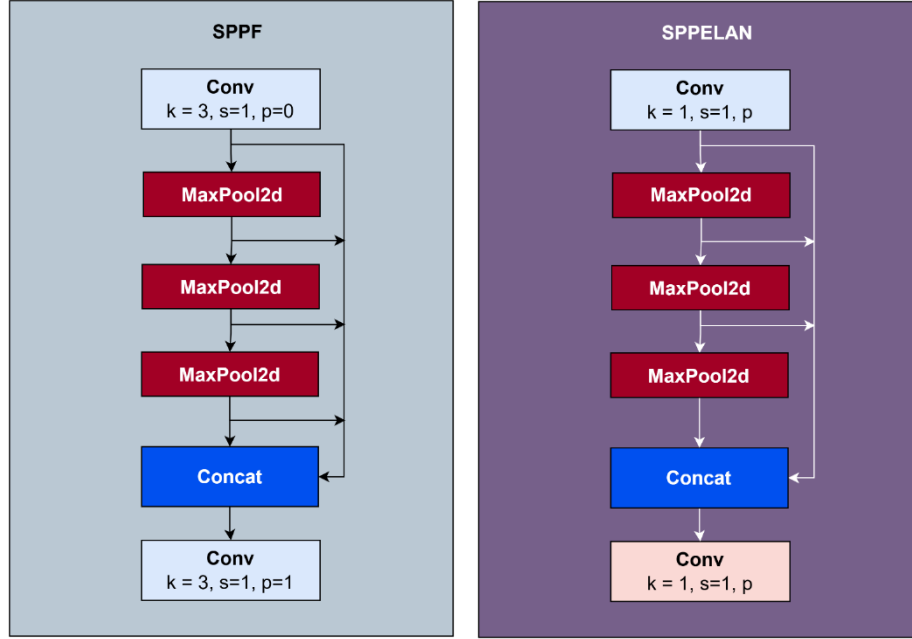 SPPF
Conv
k = 3, s=1, p=0
MaxPool2d
MaxPool2d
MaxPool2d
Concat
Conv
k = 3, s=1, p=1
SPPELAN
Conv
k = 1, s=1, p
MaxPool2d
MaxPool2d
MaxPool2d
Concat
Conv
k = 1, s=1, p